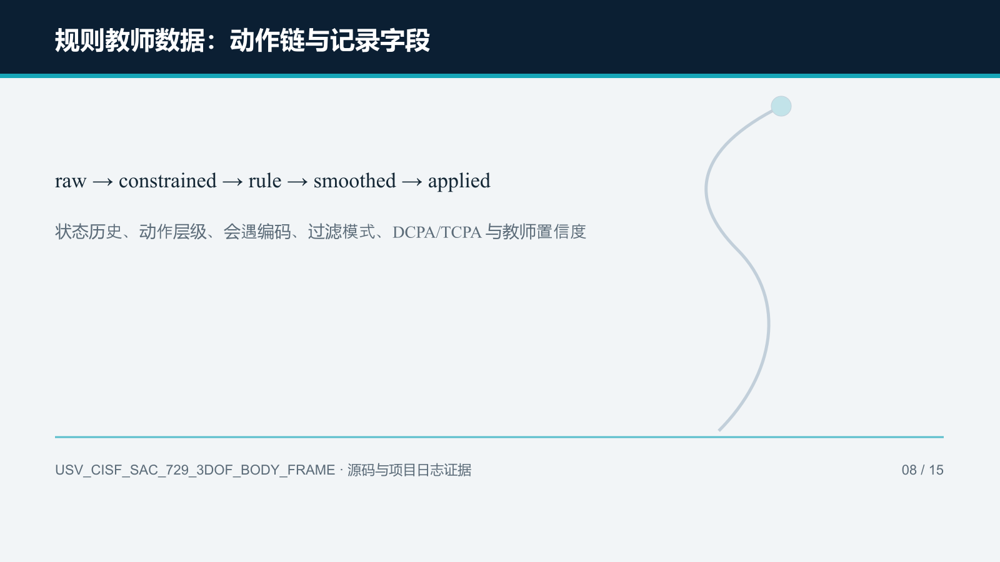 规则教师数据：动作链与记录字段
raw → constrained → rule → smoothed → applied
状态历史、动作层级、会遇编码、过滤模式、DCPA/TCPA 与教师置信度
USV_CISF_SAC_729_3DOF_BODY_FRAME · 源码与项目日志证据
08 / 15